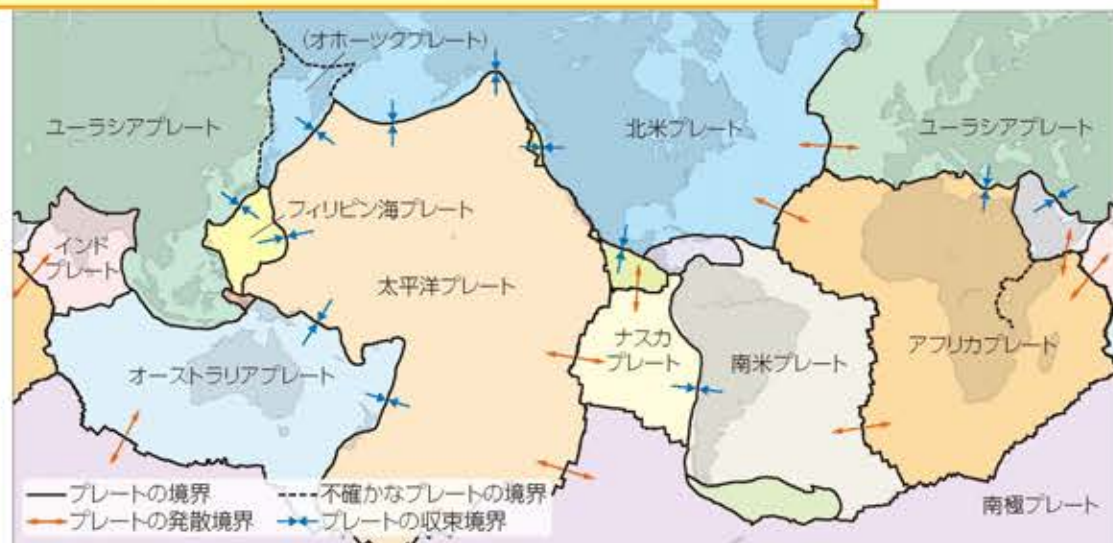 (オホーツクプレート)
ユーラシアプレート
北米プレート
ユーラシアプレート
フィリピン海プレート
インド
プレート
太平洋プレート
ナスカ
プレート
南米プレート
アフリカプレート
オーストラリアプレート
南極プレート
プレートの境界
不確かなプレートの境界
プレートの発散境界
プレートの収束境界